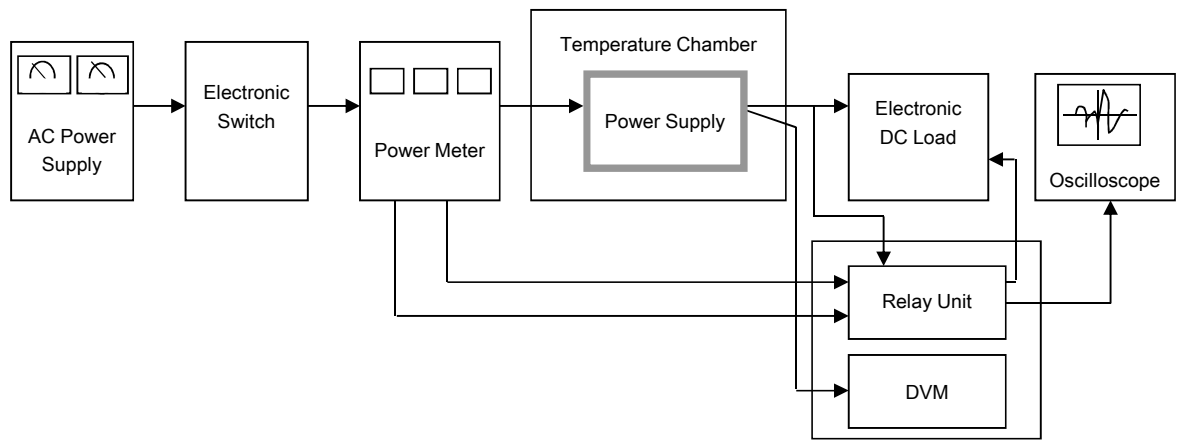 AC Power
Supply
Electronic
Switch
Power Meter
Temperature Chamber
Power Supply
Electronic
DC Load
Oscilloscope
Relay Unit
DVM